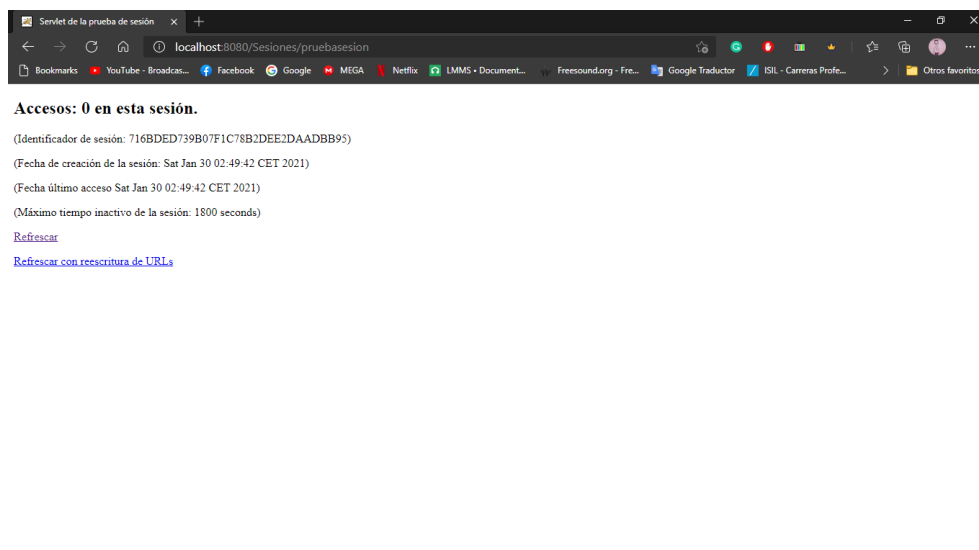 Servlet de la prueba de sesión
localhost:8080/Sesiones/pruebasesion
Bookmarks YouTube - Broadcas... Facebook Google MEGA Netflix LMMS • Document... Freesound.org - Fre... Google Traductor ISIL - Carreras Profe... Otros favoritos
Accesos: 0 en esta sesión.
(Identificador de sesión: 716BDED739B07F1C78B2DEE2DAADBB95)
(Fecha de creación de la sesión: Sat Jan 30 02:49:42 CET 2021)
(Fecha último acceso Sat Jan 30 02:49:42 CET 2021)
(Máximo tiempo inactivo de la sesión: 1800 seconds)
Refrescar
Refrescar con reescritura de URLs